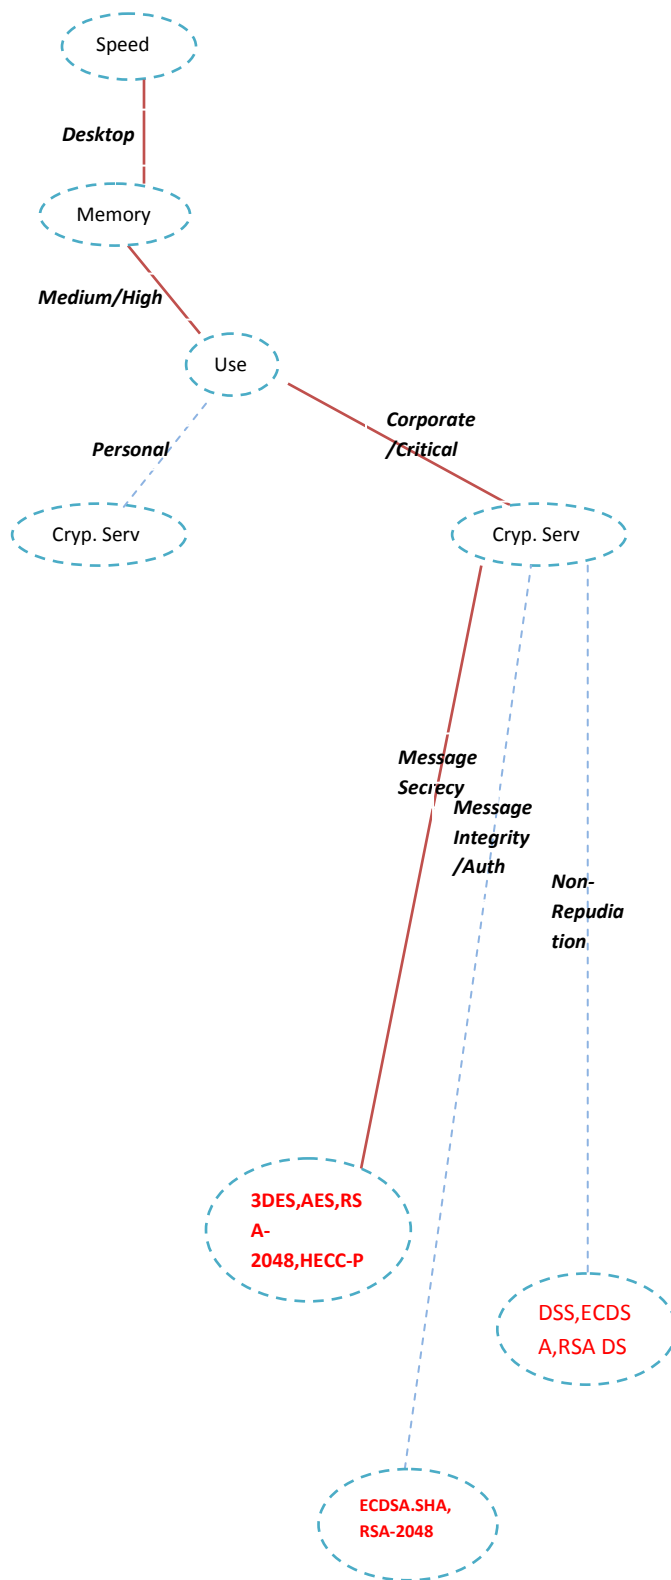 Speed
Desktop
Memory
Medium/High
Use
Corporate
/Critical
Personal
Cryp. Serv
Cryp. Serv
Message
Secrecy
Message
Integrity
/Auth
Non-
Repudia
tion
3DES,AES,RS
A-
2048,HECC-P
DSS,ECDS
A,RSA DS
ECDSA.SHA,
RSA-2048